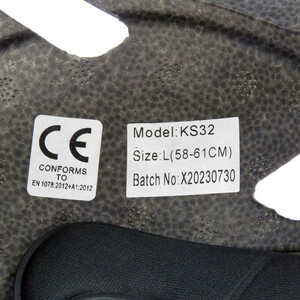 CE
CONFORMS
TO
EN 1078:2012+A1:2012
Model:KS32
Size:L(58-61CM)
Batch No:X20230730